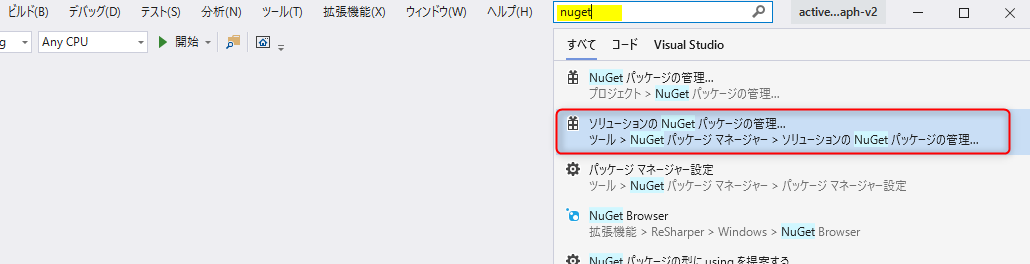 ビルド(B) デバッグ(D) テスト(S) 分析(N) ツール(T) 拡張機能(X) ウィンドウ(W) ヘルプ(H) nuget active...aph-v2
g Any CPU 開始
すべて コード Visual Studio
NuGet パッケージの管理...
プロジェクト > NuGet パッケージの管理...
ソリューションの NuGet パッケージの管理...
ツール > NuGet パッケージ マネージャー > ソリューションの NuGet パッケージの管理...
パッケージ マネージャー設定
ツール > NuGet パッケージ マネージャー > パッケージ マネージャー設定
NuGet Browser
拡張機能 > ReSharper > Windows > NuGet Browser
NuGet パッケージの型に using を提案する